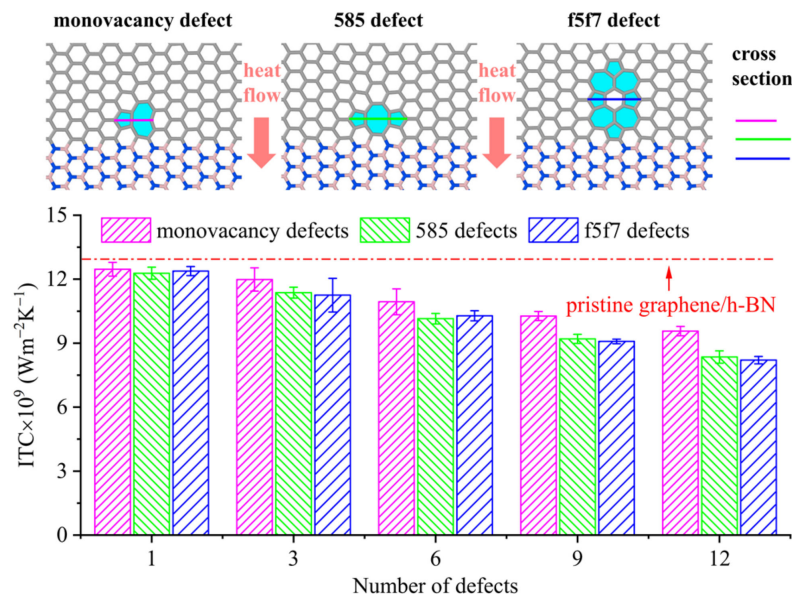 monovacancy defect
585 defect
f5f7 defect
heat
flow
heat
flow
cross
section
15
12
9
6
3
0
ITC×10⁹ (Wm⁻²K⁻¹)
monovacancy defects
585 defects
f5f7 defects
pristine graphene/h-BN
1
3
6
9
12
Number of defects